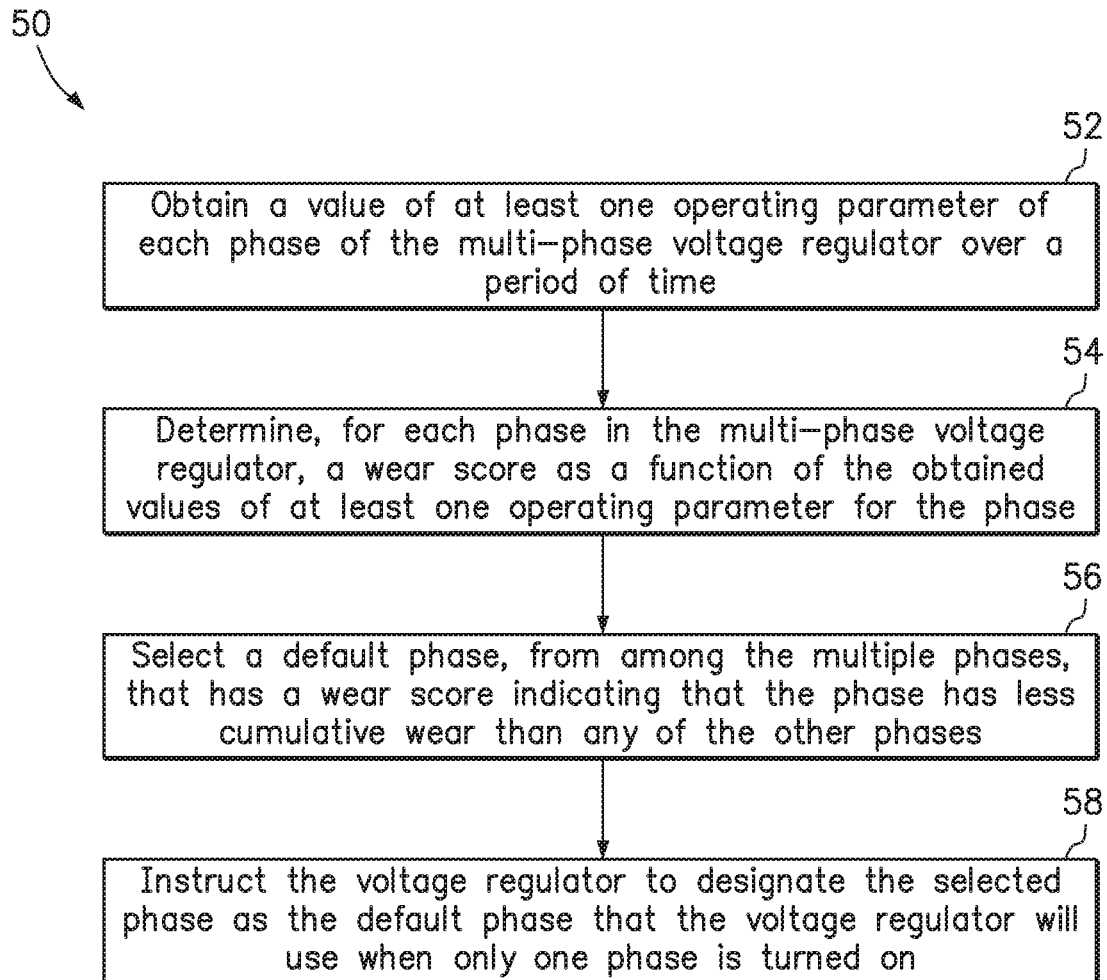 50
52
Obtain a value of at least one operating parameter of
each phase of the multi-phase voltage regulator over a
period of time
54
Determine, for each phase in the multi-phase voltage
regulator, a wear score as a function of the obtained
values of at least one operating parameter for the phase
56
Select a default phase, from among the multiple phases,
that has a wear score indicating that the phase has less
cumulative wear than any of the other phases
58
Instruct the voltage regulator to designate the selected
phase as the default phase that the voltage regulator will
use when only one phase is turned on